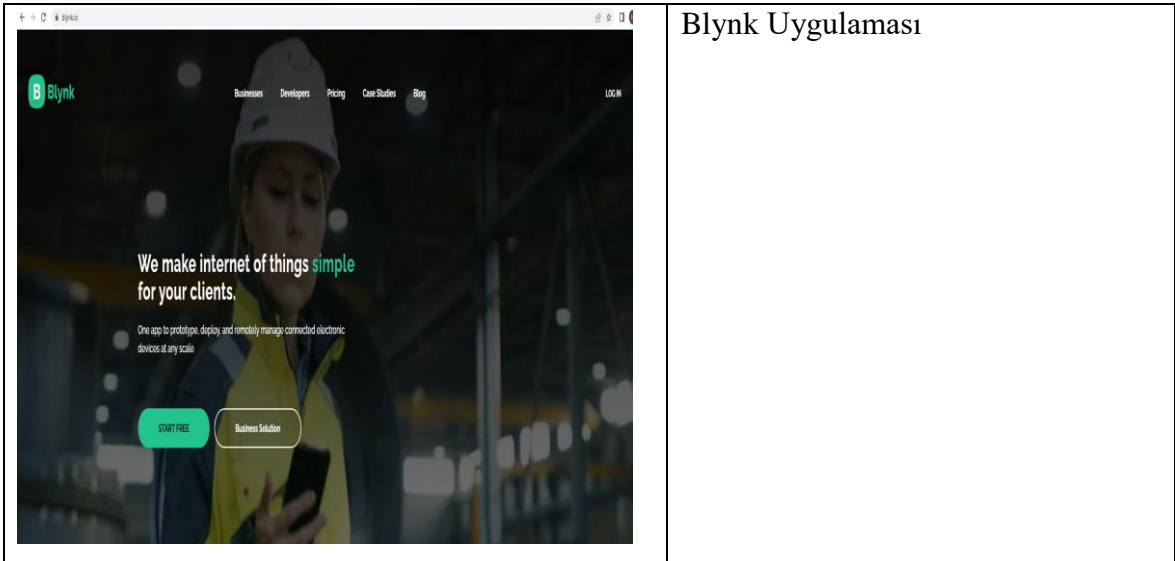 blynk.io
B Blynk
Businesses Developers Pricing Case Studies Blog
LOG IN
We make internet of things simple
for your clients.
One app to prototype, deploy, and remotely manage connected electronic
devices at any scale
START FREE
Business Solution
Blynk Uygulaması